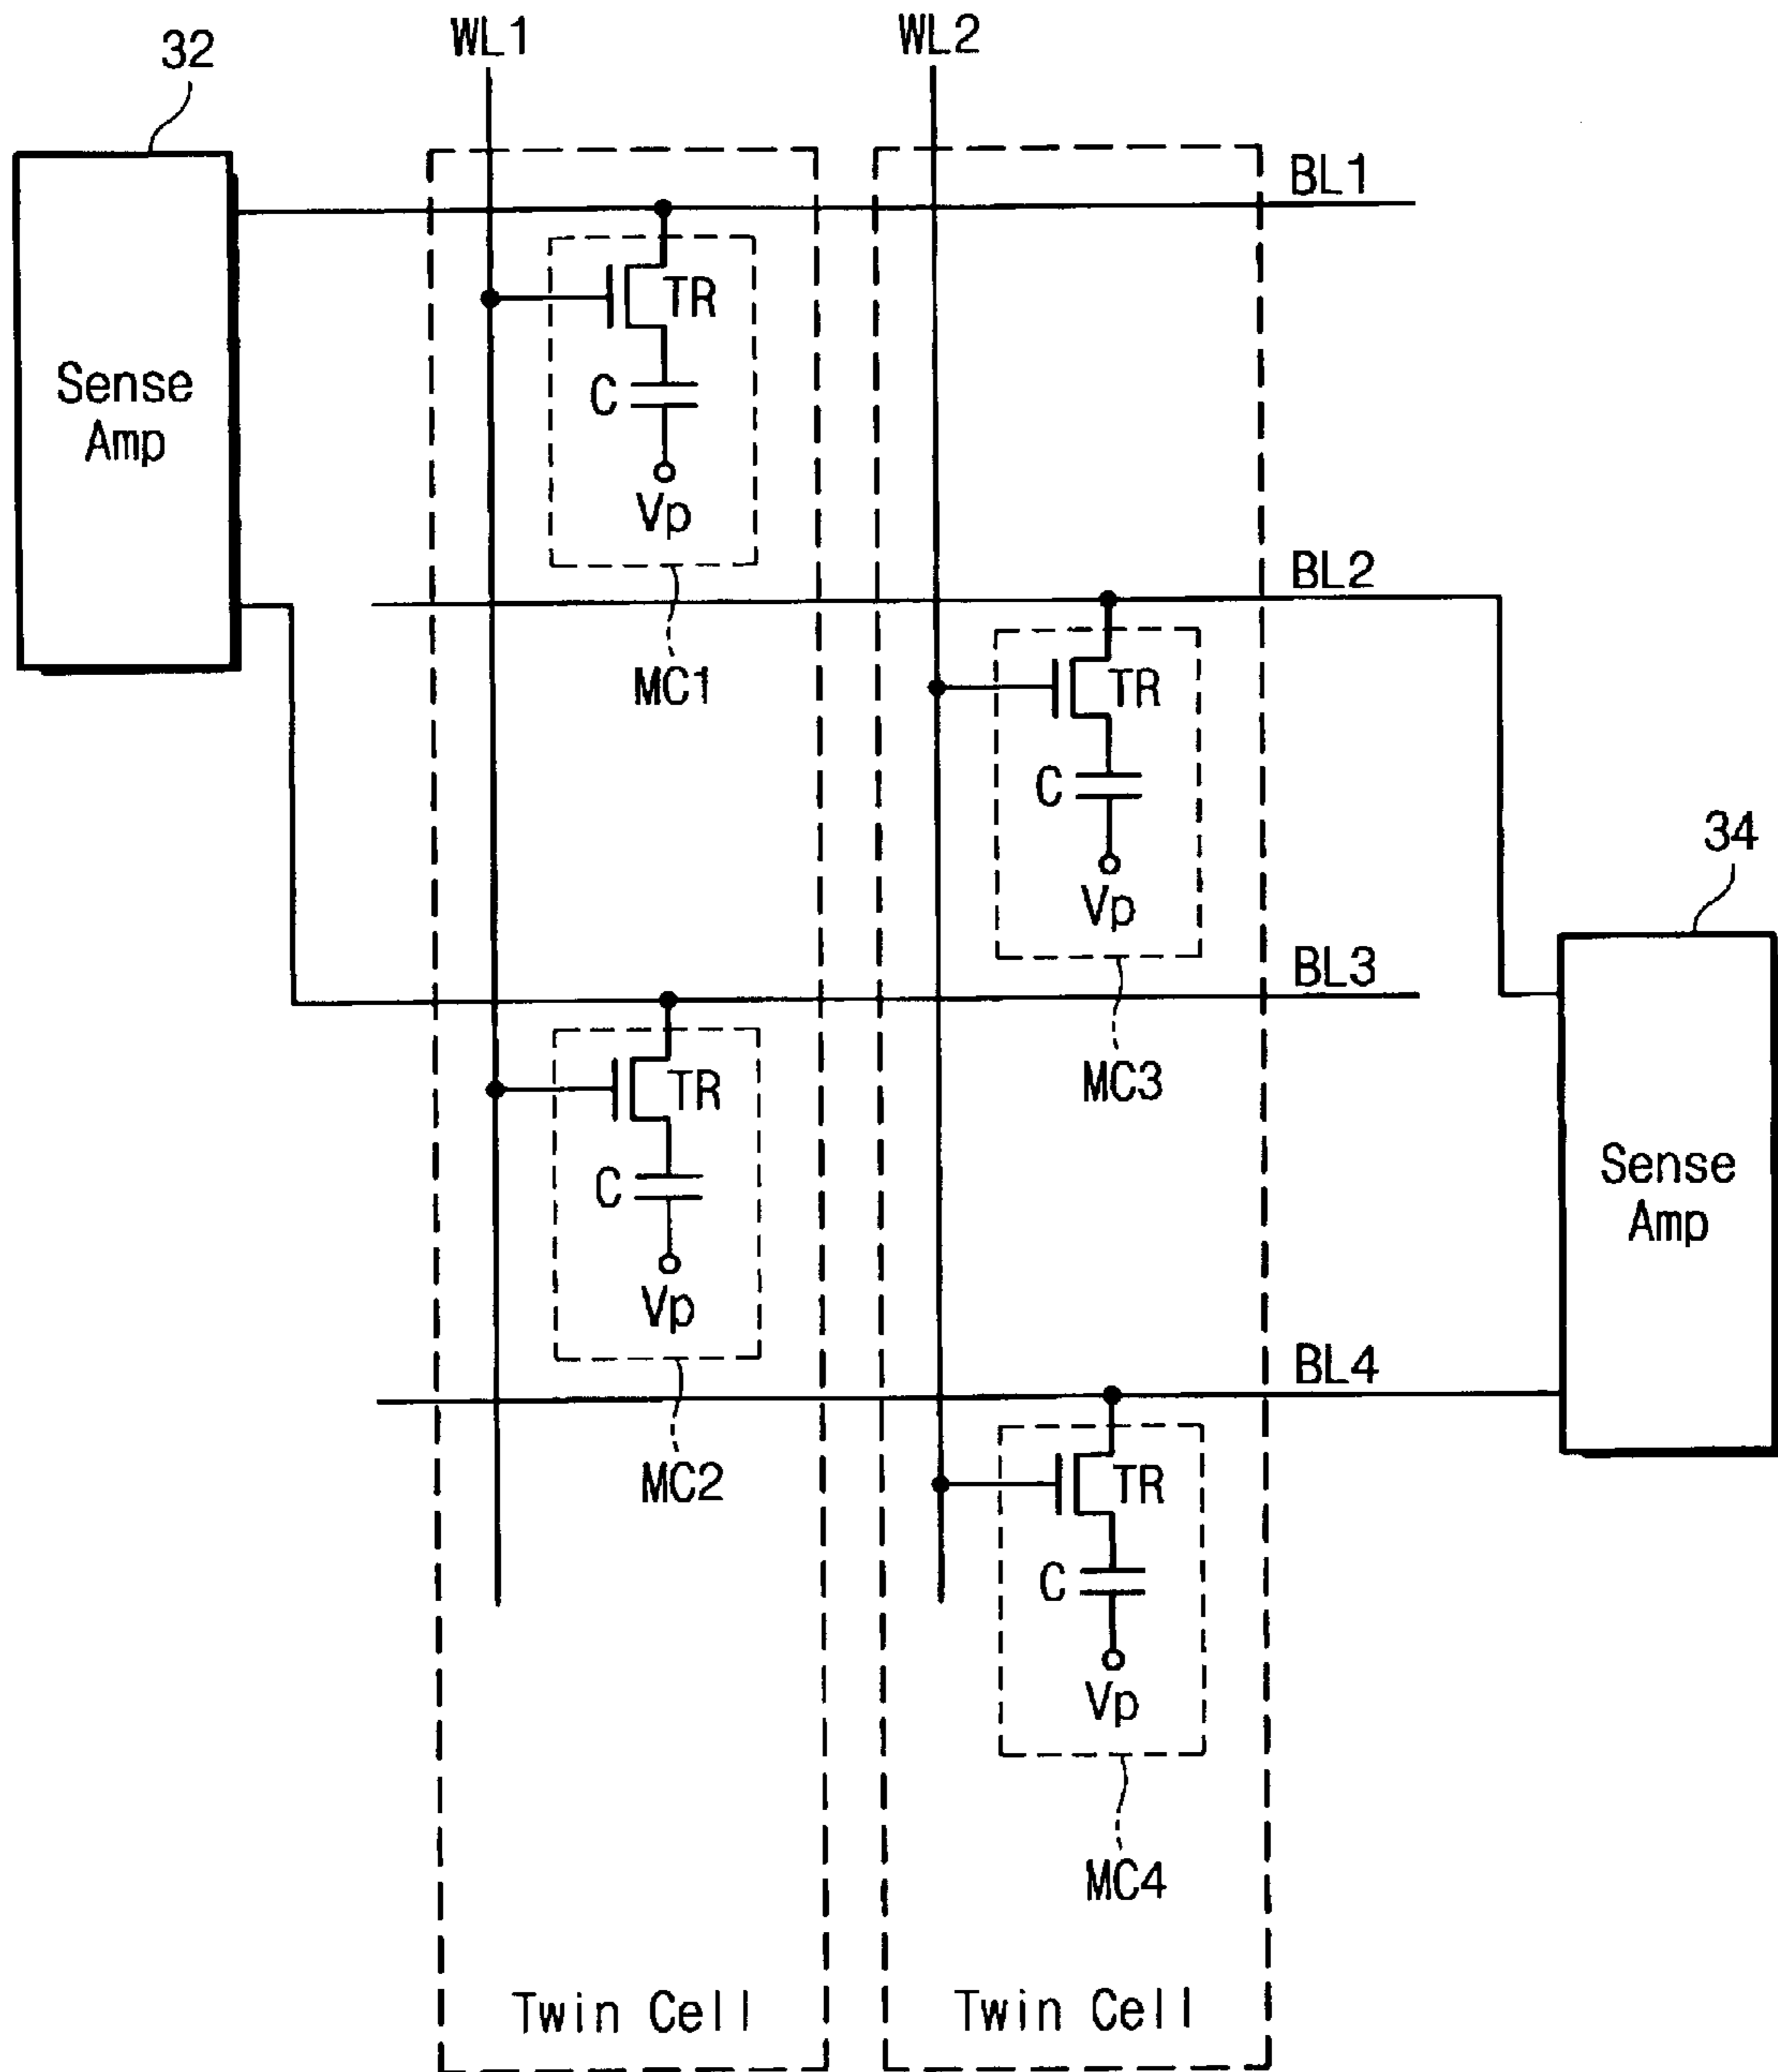 WL1
WL2
32
BL1
TR
Sense
Amp
C
Vp
BL2
MC1
TR
C
34
Vp
BL3
MC3
TR
C
Sense
Amp
Vp
BL4
MC2
TR
C
Vp
MC4
Twin Cell
Twin Cell